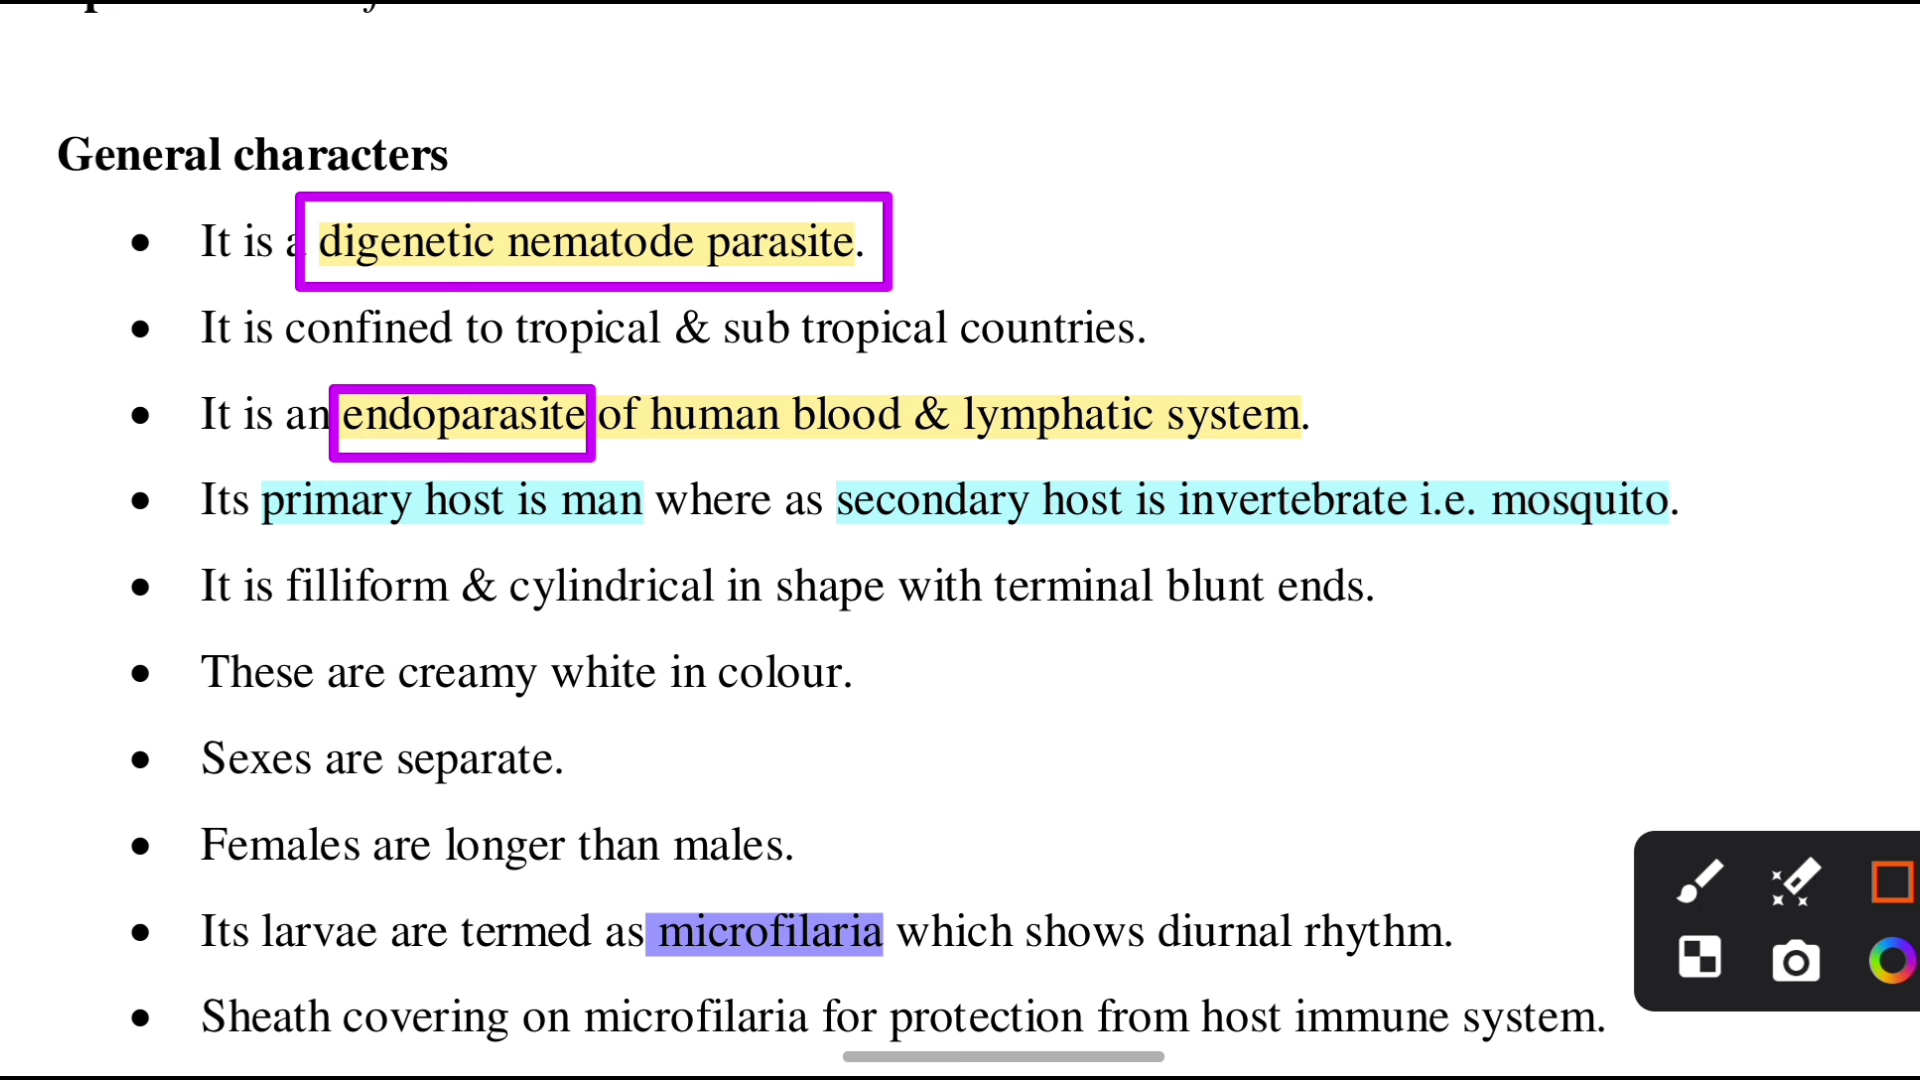 General characters
• It is a digenetic nematode parasite.
• It is confined to tropical & sub tropical countries.
• It is an endoparasite of human blood & lymphatic system.
• Its primary host is man where as secondary host is invertebrate i.e. mosquito.
• It is filliform & cylindrical in shape with terminal blunt ends.
• These are creamy white in colour.
• Sexes are separate.
• Females are longer than males.
• Its larvae are termed as microfilaria which shows diurnal rhythm.
• Sheath covering on microfilaria for protection from host immune system.